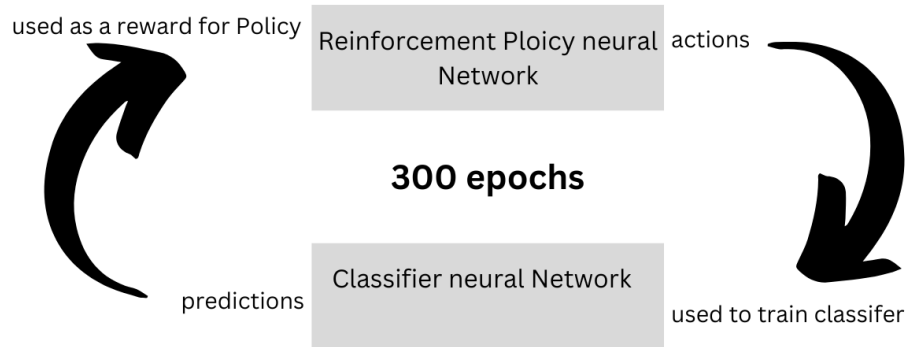 used as a reward for Policy
Reinforcement Ploicy neural
Network
actions
300 epochs
Classifier neural Network
predictions
used to train classifer